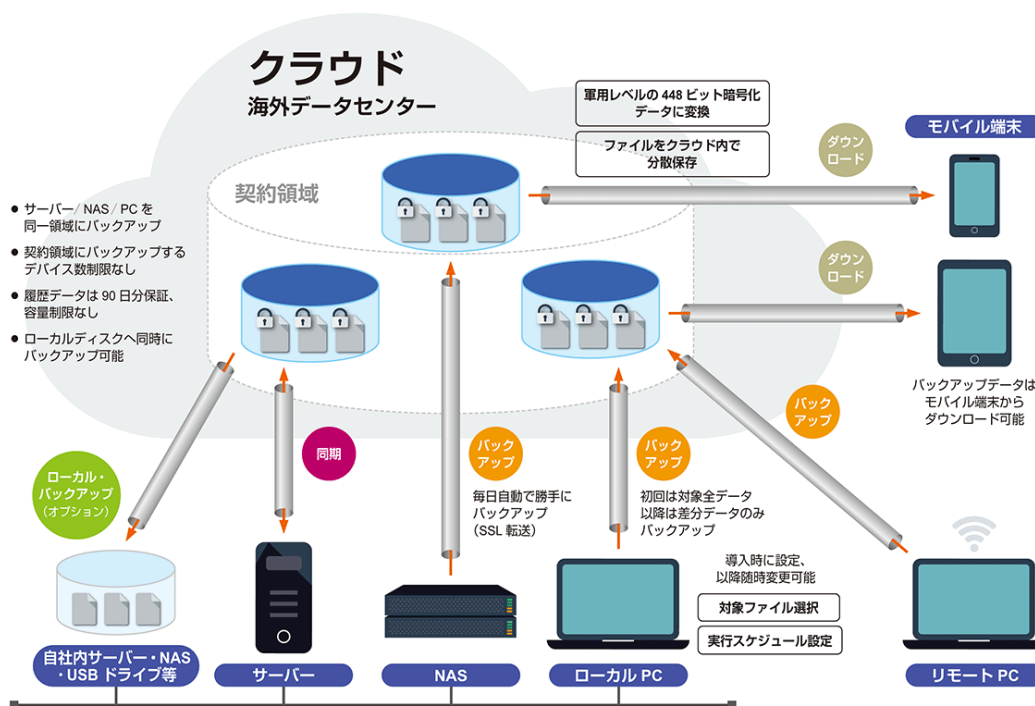 クラウド
海外データセンター
軍用レベルの 448 ビット暗号化
データに変換
ファイルをクラウド内で
分散保存
ダウン
ロード
モバイル端末
契約領域
● サーバー/ NAS / PC を
同一領域にバックアップ
● 契約領域にバックアップする
デバイス数制限なし
● 履歴データは 90 日分保証、
容量制限なし
● ローカルディスクへ同時に
バックアップ可能
ダウン
ロード
バックアップデータは
モバイル端末から
ダウンロード可能
バック
アップ
ローカル・
バックアップ
(オプション)
同期
バック
アップ
毎日自動で勝手に
バックアップ
(SSL 転送)
バック
アップ
初回は対象全データ
以降は差分データのみ
バックアップ
導入時に設定、
以降随時変更可能
対象ファイル選択
実行スケジュール設定
自社内サーバー・NAS
・USB ドライブ等
サーバー
NAS
ローカル PC
リモート PC